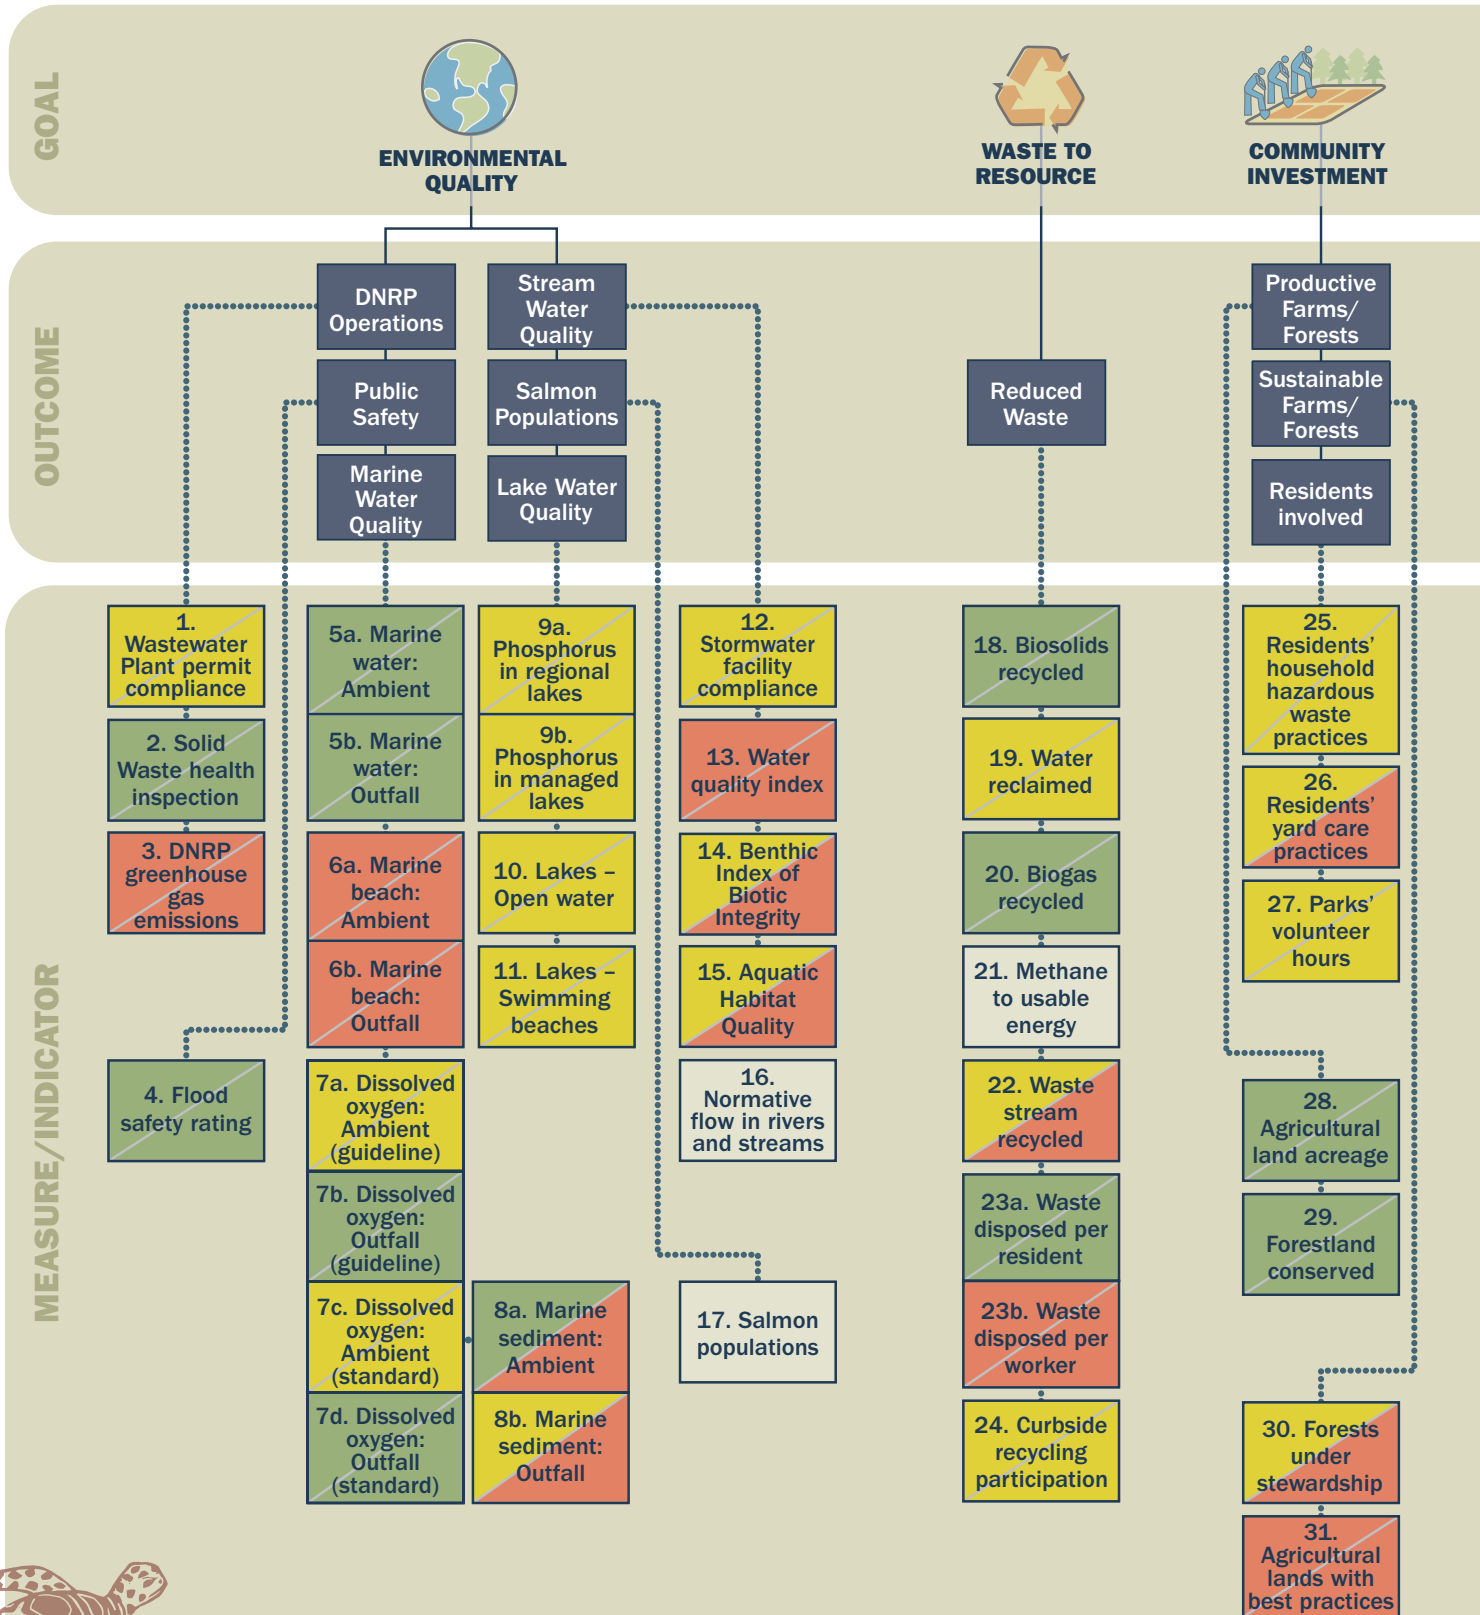 GOAL
ENVIRONMENTAL
QUALITY
WASTE TO
RESOURCE
COMMUNITY
INVESTMENT
OUTCOME
DNRP
Operations
Public
Safety
Marine
Water
Quality
Stream
Water
Quality
Salmon
Populations
Lake Water
Quality
Reduced
Waste
Productive
Farms/
Forests
Sustainable
Farms/
Forests
Residents
involved
MEASURE/INDICATOR
1.
Wastewater
Plant permit
compliance
2. Solid
Waste health
inspection
3. DNRP
greenhouse
gas
emissions
4. Flood
safety rating
5a. Marine
water:
Ambient
5b. Marine
water:
Outfall
6a. Marine
beach:
Ambient
6b. Marine
beach:
Outfall
7a. Dissolved
oxygen:
Ambient
(guideline)
7b. Dissolved
oxygen:
Outfall
(guideline)
7c. Dissolved
oxygen:
Ambient
(standard)
7d. Dissolved
oxygen:
Outfall
(standard)
8a. Marine
sediment:
Ambient
8b. Marine
sediment:
Outfall
9a.
Phosphorus
in regional
lakes
9b.
Phosphorus
in managed
lakes
10. Lakes –
Open water
11. Lakes –
Swimming
beaches
12.
Stormwater
facility
compliance
13. Water
quality index
14. Benthic
Index of
Biotic
Integrity
15. Aquatic
Habitat
Quality
16.
Normative
flow in rivers
and streams
17. Salmon
populations
18. Biosolids
recycled
19. Water
reclaimed
20. Biogas
recycled
21. Methane
to usable
energy
22. Waste
stream
recycled
23a. Waste
disposed per
resident
23b. Waste
disposed per
worker
24. Curbside
recycling
participation
25.
Residents’
household
hazardous
waste
practices
26.
Residents’
yard care
practices
27. Parks’
volunteer
hours
28.
Agricultural
land acreage
29.
Forestland
conserved
30. Forests
under
stewardship
31.
Agricultural
lands with
best practices